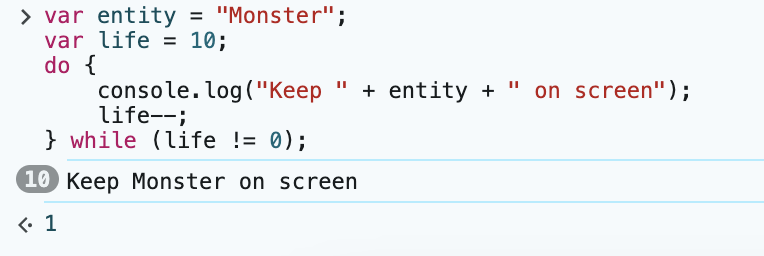 > var entity = "Monster";
var life = 10;
do {
    console.log("Keep " + entity + " on screen");
    life--;
} while (life != 0);
10 Keep Monster on screen
1